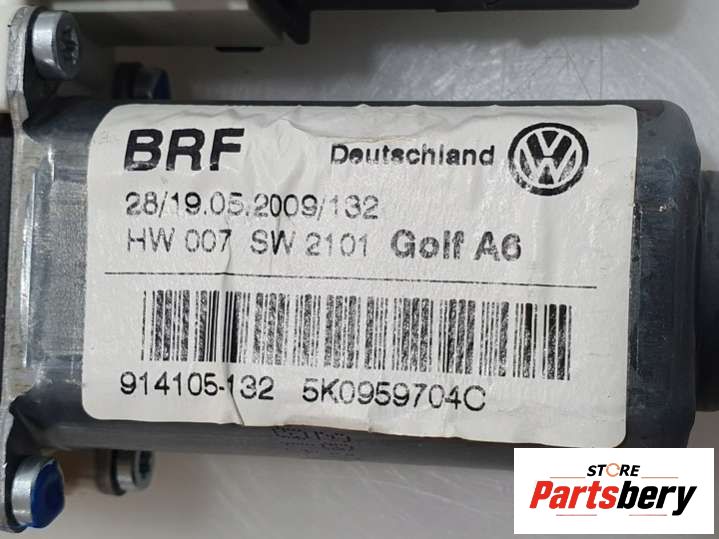 BRF Deutschland
28/19.05.2009/132
HW 007 SW 2101 Golf A6
914105-132 5K0959704C
STORE
Partsbery